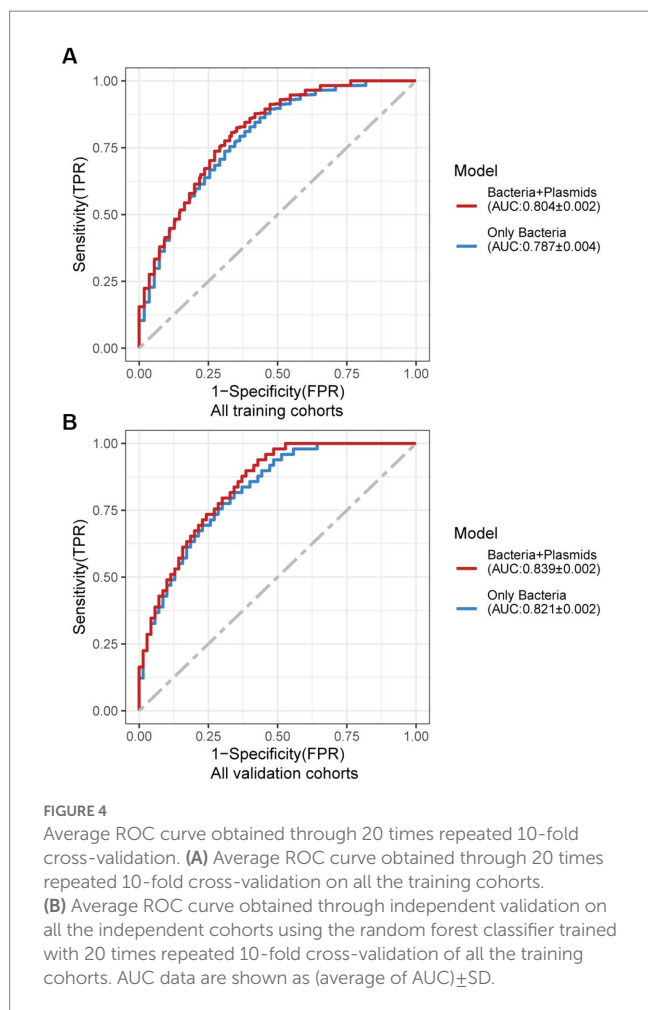 A
1.00
0.75
0.50
0.25
0.00
Sensitivity(TPR)
0.00 0.25 0.50 0.75 1.00
1−Specificity(FPR)
All training cohorts
Model
Bacteria+Plasmids
(AUC:0.804±0.002)
Only Bacteria
(AUC:0.787±0.004)
B
1.00
0.75
0.50
0.25
0.00
Sensitivity(TPR)
0.00 0.25 0.50 0.75 1.00
1−Specificity(FPR)
All validation cohorts
Model
Bacteria+Plasmids
(AUC:0.839±0.002)
Only Bacteria
(AUC:0.821±0.002)
FIGURE 4
Average ROC curve obtained through 20 times repeated 10-fold
cross-validation. (A) Average ROC curve obtained through 20 times
repeated 10-fold cross-validation on all the training cohorts.
(B) Average ROC curve obtained through independent validation on
all the independent cohorts using the random forest classifier trained
with 20 times repeated 10-fold cross-validation of all the training
cohorts. AUC data are shown as (average of AUC)±SD.